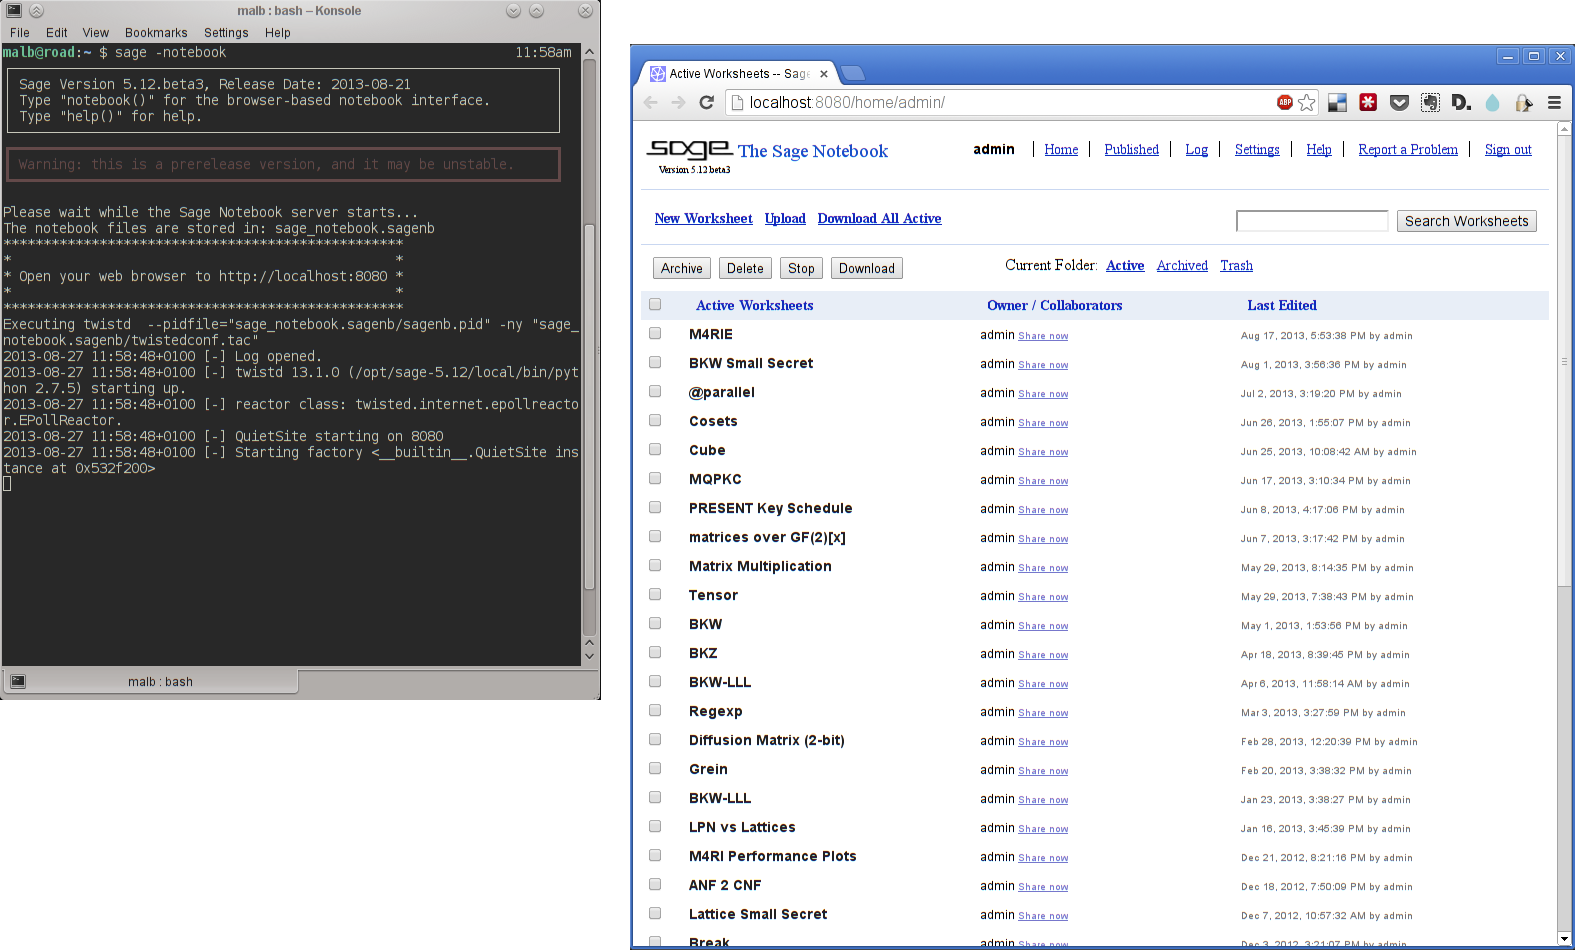 malb : bash – Konsole
File Edit View Bookmarks Settings Help
malb@road:~ $ sage -notebook 11:58am
Sage Version 5.12.beta3, Release Date: 2013-08-21
Type "notebook()" for the browser-based notebook interface.
Type "help()" for help.
Warning: this is a prerelease version, and it may be unstable.
Please wait while the Sage Notebook server starts...
The notebook files are stored in: sage_notebook.sagenb
**************************************************
* *
* Open your web browser to http://localhost:8080 *
* *
**************************************************
Executing twistd  --pidfile="sage_notebook.sagenb/sagenb.pid" -ny "sage_
notebook.sagenb/twistedconf.tac"
2013-08-27 11:58:48+0100 [-] Log opened.
2013-08-27 11:58:48+0100 [-] twistd 13.1.0 (/opt/sage-5.12/local/bin/pyt
hon 2.7.5) starting up.
2013-08-27 11:58:48+0100 [-] reactor class: twisted.internet.epollreacto
r.EPollReactor.
2013-08-27 11:58:48+0100 [-] QuietSite starting on 8080
2013-08-27 11:58:48+0100 [-] Starting factory <__builtin__.QuietSite ins
tance at 0x532f200>
malb : bash
Active Worksheets -- Sage
localhost:8080/home/admin/
ABP
D.
sage The Sage Notebook
Version 5.12 beta3
admin Home Published Log Settings Help Report a Problem Sign out
New Worksheet Upload Download All Active Search Worksheets
Archive Delete Stop Download Current Folder: Active Archived Trash
Active Worksheets Owner / Collaborators Last Edited
M4RIE admin Share now Aug 17, 2013, 5:53:38 PM by admin
BKW Small Secret admin Share now Aug 1, 2013, 3:56:36 PM by admin
@parallel admin Share now Jul 2, 2013, 3:19:20 PM by admin
Cosets admin Share now Jun 26, 2013, 1:55:07 PM by admin
Cube admin Share now Jun 25, 2013, 10:08:42 AM by admin
MQPKC admin Share now Jun 17, 2013, 3:10:34 PM by admin
PRESENT Key Schedule admin Share now Jun 8, 2013, 4:17:06 PM by admin
matrices over GF(2)[x] admin Share now Jun 7, 2013, 3:17:42 PM by admin
Matrix Multiplication admin Share now May 29, 2013, 8:14:35 PM by admin
Tensor admin Share now May 29, 2013, 7:38:43 PM by admin
BKW admin Share now May 1, 2013, 1:53:56 PM by admin
BKZ admin Share now Apr 18, 2013, 8:39:45 PM by admin
BKW-LLL admin Share now Apr 6, 2013, 11:58:14 AM by admin
Regexp admin Share now Mar 3, 2013, 3:27:59 PM by admin
Diffusion Matrix (2-bit) admin Share now Feb 28, 2013, 12:20:39 PM by admin
Grein admin Share now Feb 20, 2013, 3:38:32 PM by admin
BKW-LLL admin Share now Jan 23, 2013, 3:38:27 PM by admin
LPN vs Lattices admin Share now Jan 16, 2013, 3:45:39 PM by admin
M4RI Performance Plots admin Share now Dec 21, 2012, 8:21:16 PM by admin
ANF 2 CNF admin Share now Dec 18, 2012, 7:50:09 PM by admin
Lattice Small Secret admin Share now Dec 7, 2012, 10:57:32 AM by admin
Break admin Share now Dec 3, 2012, 3:21:07 PM by admin